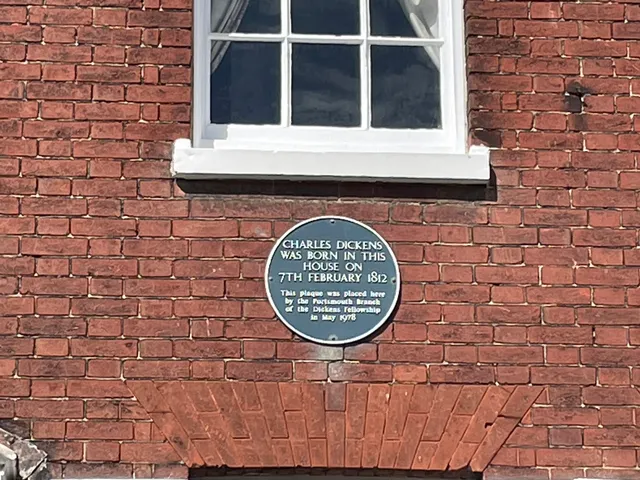 CHARLES DICKENS
WAS BORN IN THIS
HOUSE ON
7TH FEBRUARY 1812
This plaque was placed here
by the Portsmouth Branch
of the Dickens Fellowship
in May 1978